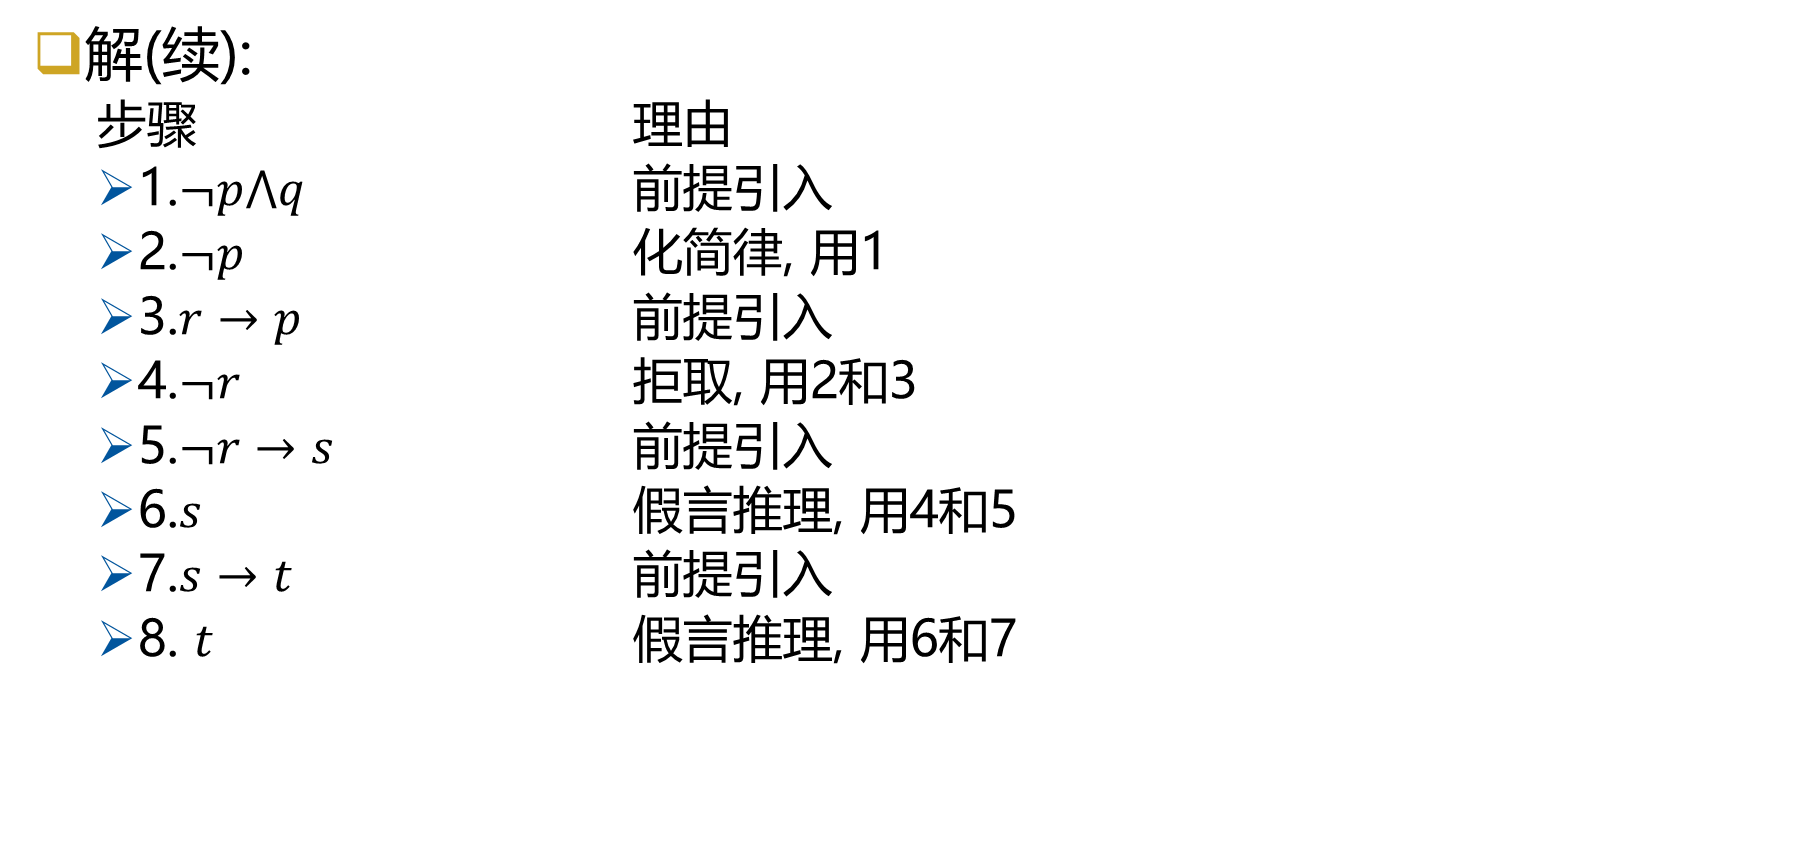 解(续):
步骤 理由
1.¬p⋀q 前提引入
2.¬p 化简律, 用1
3.r → p 前提引入
4.¬r 拒取, 用2和3
5.¬r → s 前提引入
6.s 假言推理, 用4和5
7.s → t 前提引入
8. t 假言推理, 用6和7